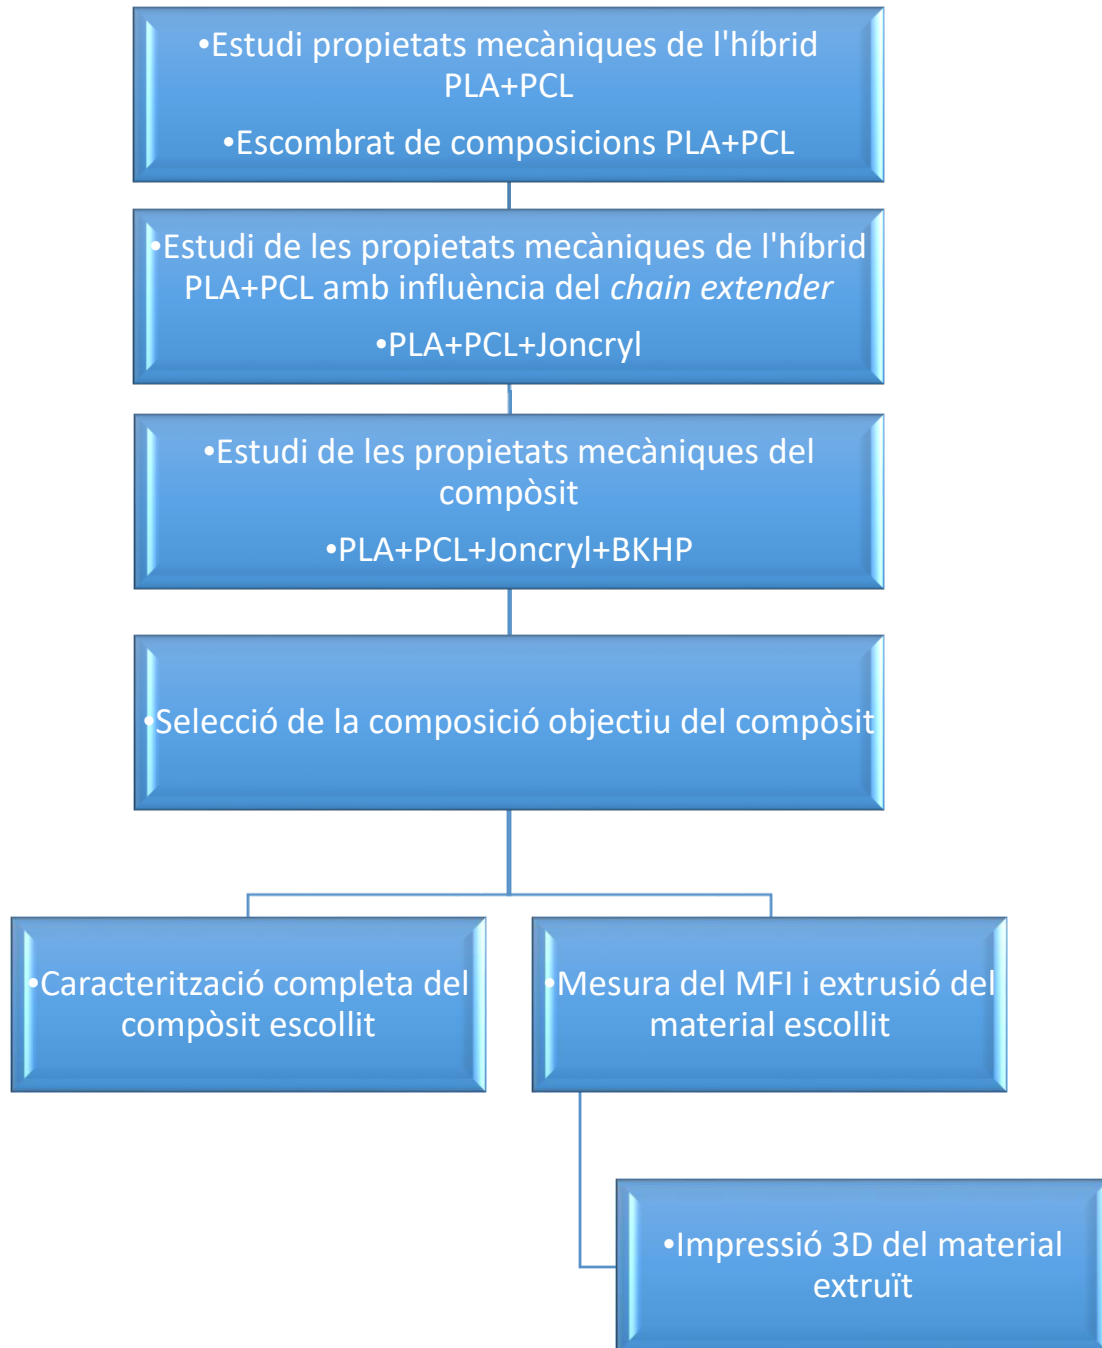 •Estudi propietats mecàniques de l'híbrid
PLA+PCL
•Escombrat de composicions PLA+PCL
•Estudi de les propietats mecàniques de l'híbrid
PLA+PCL amb influència del chain extender
•PLA+PCL+Joncryl
•Estudi de les propietats mecàniques del
compòsit
•PLA+PCL+Joncryl+BKHP
•Selecció de la composició objectiu del compòsit
•Caracterització completa del
compòsit escollit
•Mesura del MFI i extrusió del
material escollit
•Impressió 3D del material
extruït